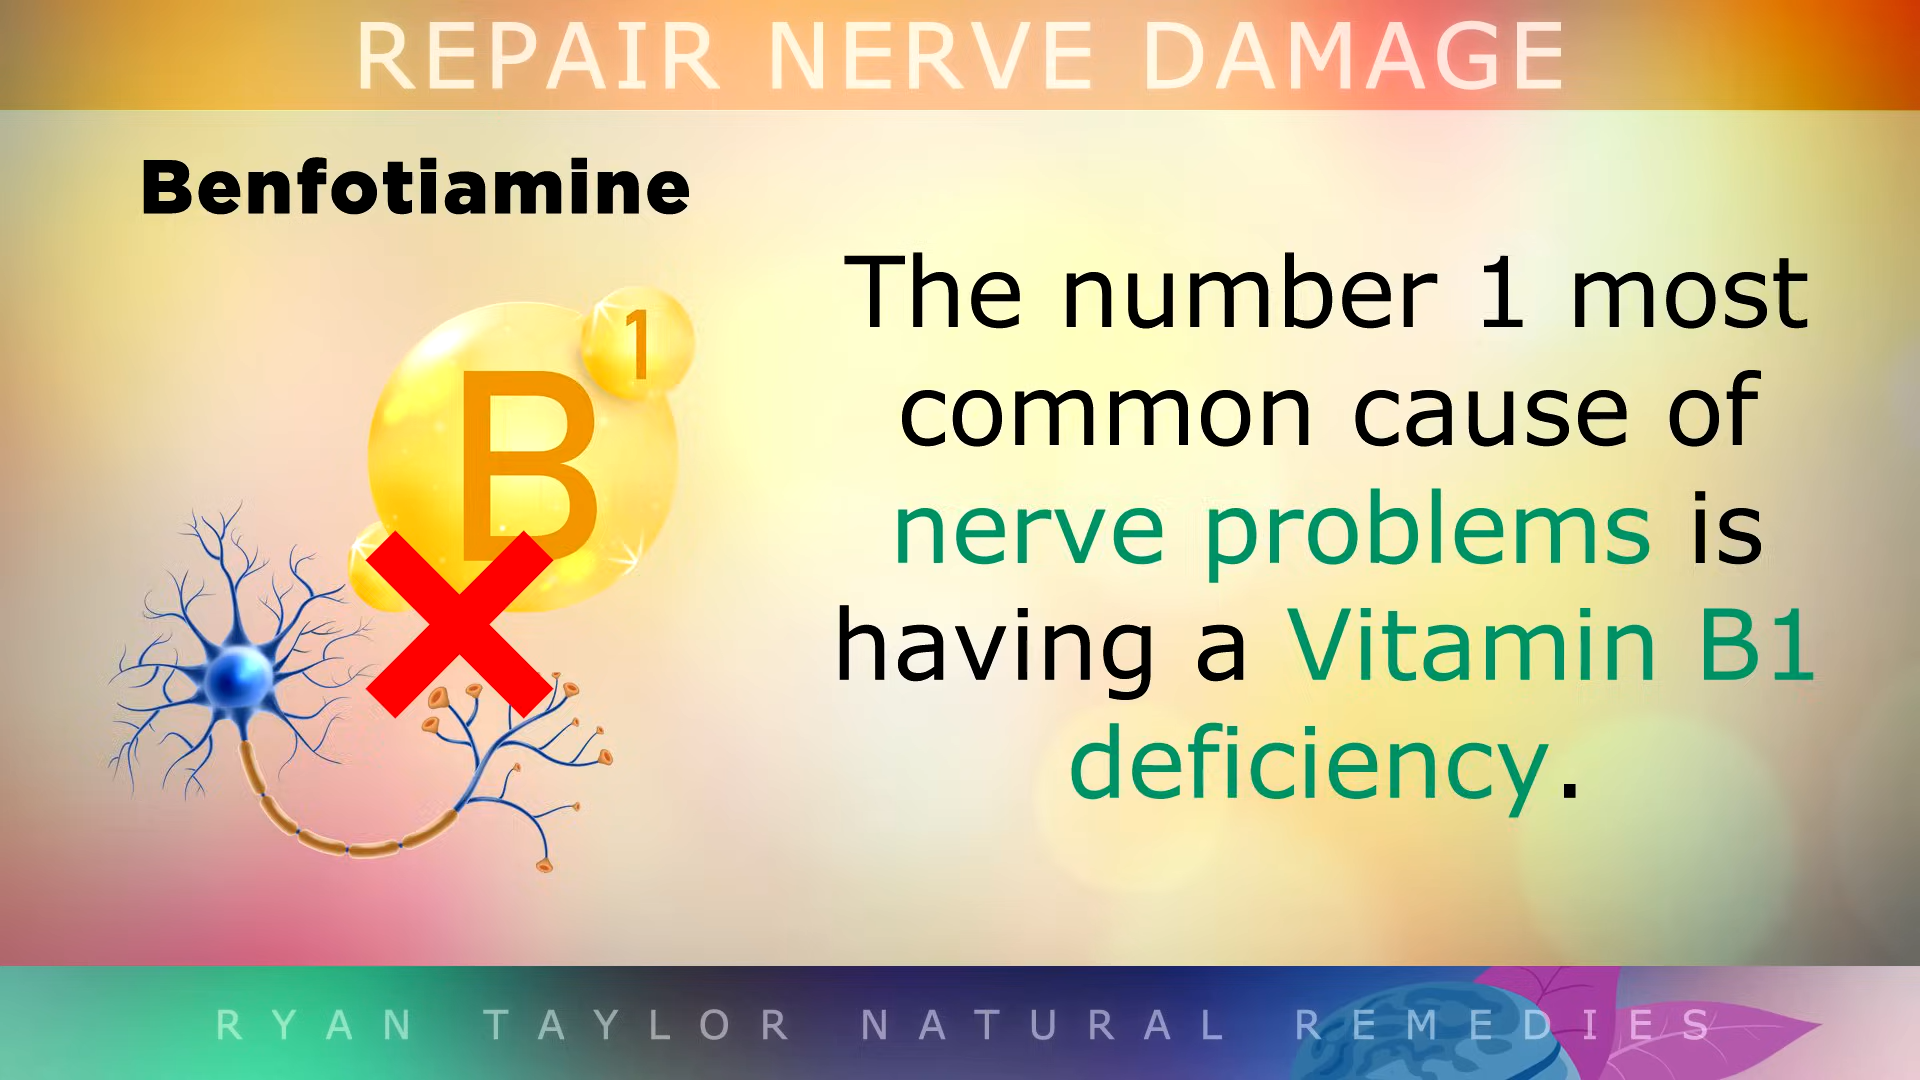 REPAIR NERVE DAMAGE
Benfotiamine
B1
The number 1 most
common cause of
nerve problems is
having a Vitamin B1
deficiency.
RYAN TAYLOR NATURAL REMEDIES